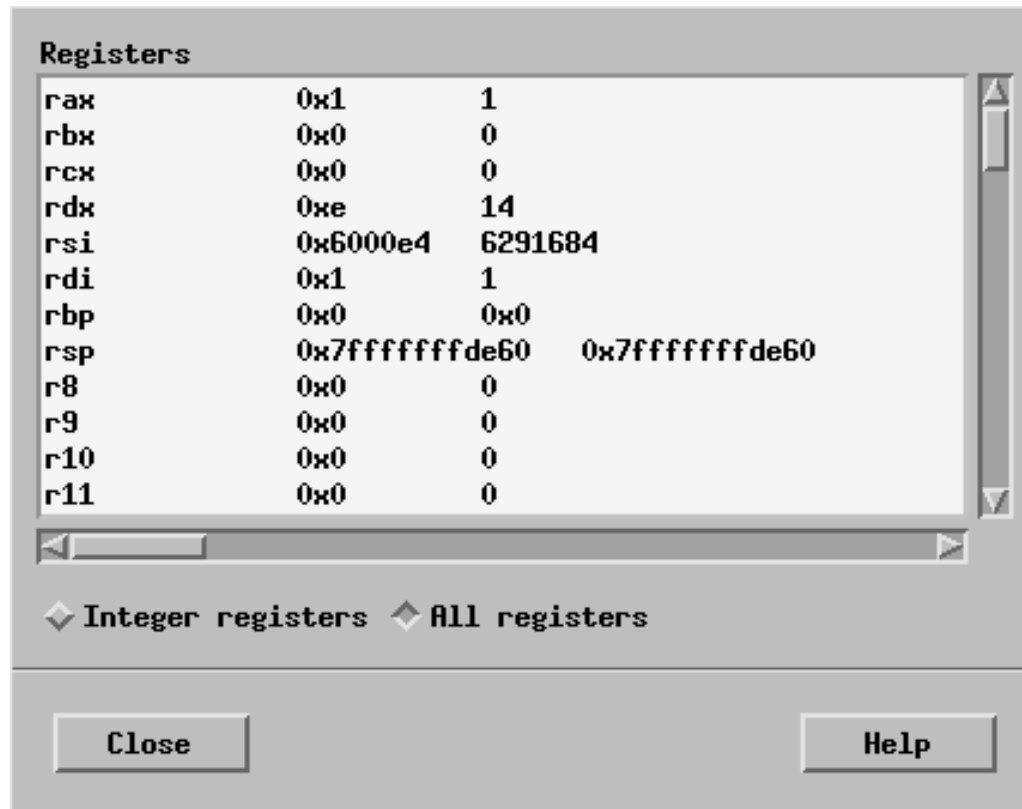 Registers
rax 0x1 1
rbx 0x0 0
rcx 0x0 0
rdx 0xe 14
rsi 0x6000e4 6291684
rdi 0x1 1
rbp 0x0 0x0
rsp 0x7fffffffde60 0x7fffffffde60
r8 0x0 0
r9 0x0 0
r10 0x0 0
r11 0x0 0
Integer registers All registers
Close Help